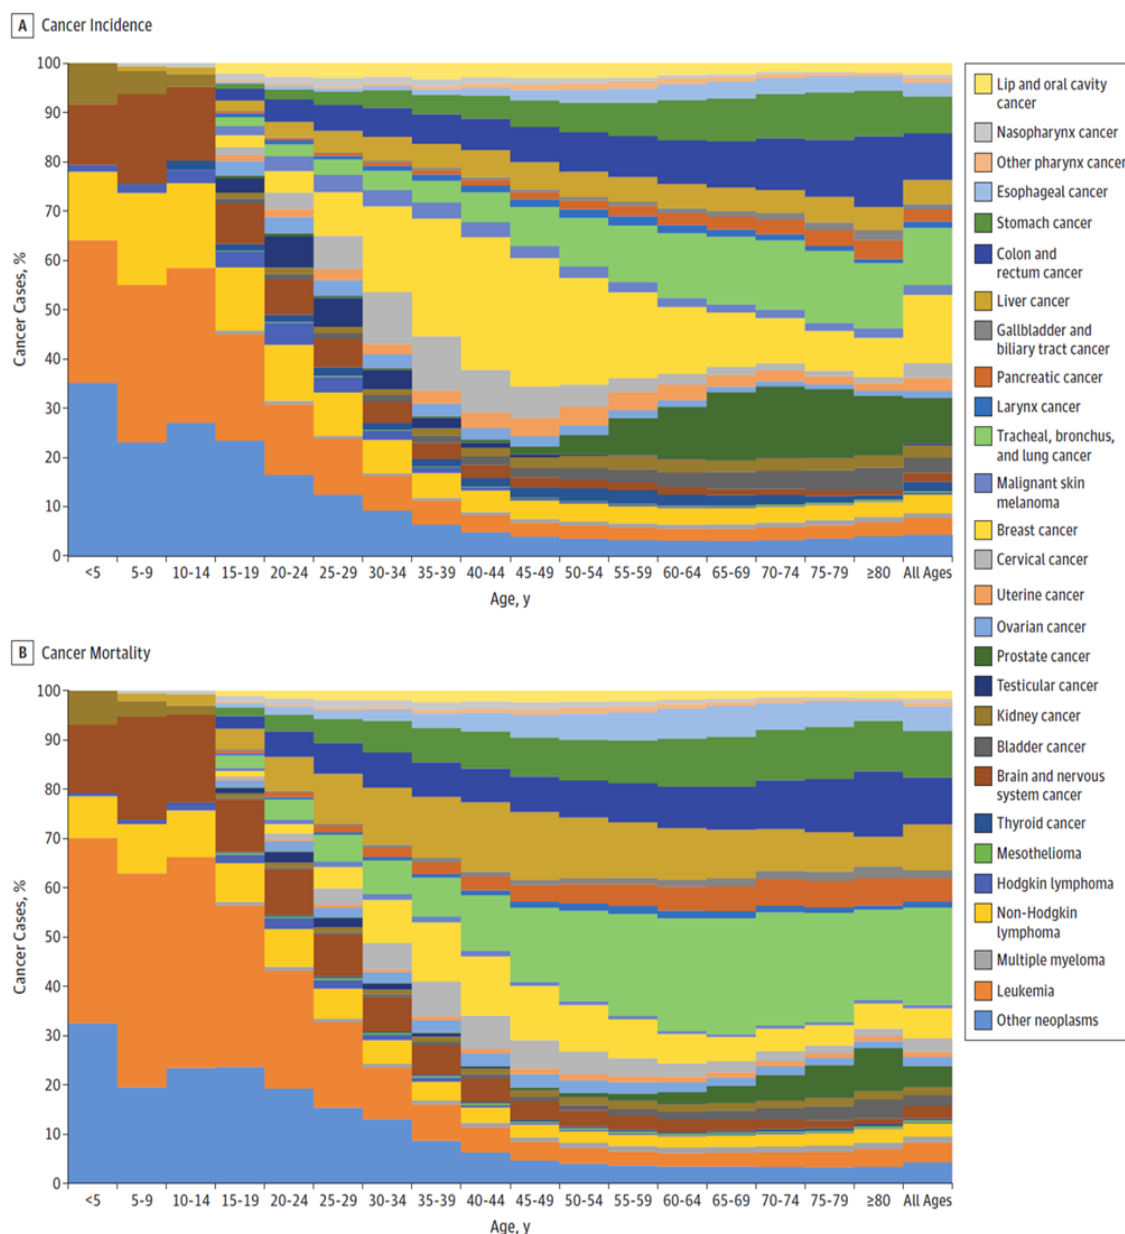 A Cancer Incidence
100
90
80
70
60
50
40
30
20
10
0
Cancer Cases, %
<5 5-9 10-14 15-19 20-24 25-29 30-34 35-39 40-44 45-49 50-54 55-59 60-64 65-69 70-74 75-79 ≥80 All Ages
Age, y
B Cancer Mortality
100
90
80
70
60
50
40
30
20
10
0
Cancer Cases, %
<5 5-9 10-14 15-19 20-24 25-29 30-34 35-39 40-44 45-49 50-54 55-59 60-64 65-69 70-74 75-79 ≥80 All Ages
Age, y
Lip and oral cavity
cancer
Nasopharynx cancer
Other pharynx cancer
Esophageal cancer
Stomach cancer
Colon and
rectum cancer
Liver cancer
Gallbladder and
biliary tract cancer
Pancreatic cancer
Larynx cancer
Tracheal, bronchus,
and lung cancer
Malignant skin
melanoma
Breast cancer
Cervical cancer
Uterine cancer
Ovarian cancer
Prostate cancer
Testicular cancer
Kidney cancer
Bladder cancer
Brain and nervous
system cancer
Thyroid cancer
Mesothelioma
Hodgkin lymphoma
Non-Hodgkin
lymphoma
Multiple myeloma
Leukemia
Other neoplasms